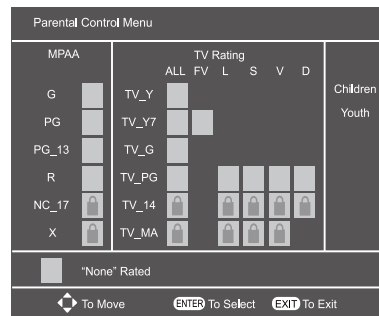 Parental Control Menu
MPAA TV Rating
ALL FV L S V D
Children
G TV_Y
Youth
PG TV_Y7
PG_13 TV_G
R TV_PG
NC_17 TV_14
X TV_MA
"None" Rated
To Move ENTER To Select EXIT To Exit